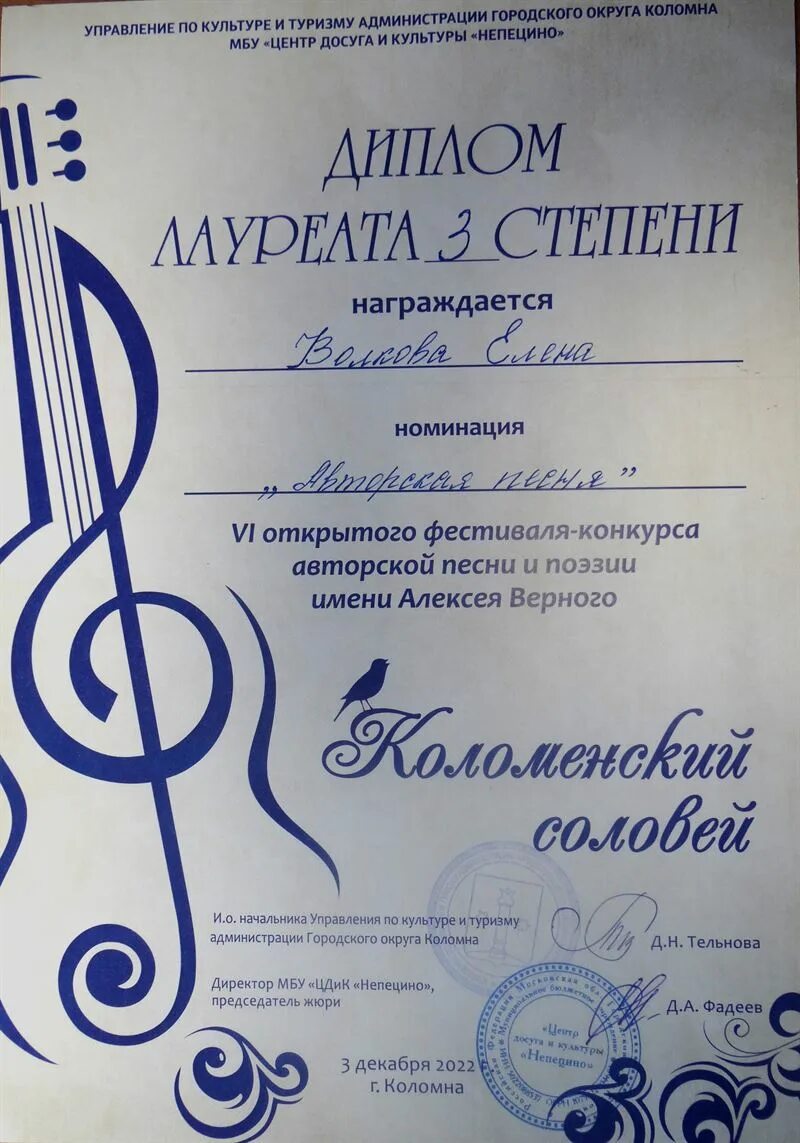 УПРАВЛЕНИЕ ПО КУЛЬТУРЕ И ТУРИЗМУ АДМИНИСТРАЦИИ ГОРОДСКОГО ОКРУГА КОЛОМНА
МБУ «ЦЕНТР ДОСУГА И КУЛЬТУРЫ «НЕПЕЦИНО»
ДИПЛОМ
ЛАУРЕАТА 3 СТЕПЕНИ
награждается
Волкова Елена
номинация
„Авторская песня”
VI открытого фестиваля-конкурса
авторской песни и поэзии
имени Алексея Верного
Коломенский
соловей
И.о. начальника Управления по культуре и туризму
администрации Городского округа Коломна
Д.Н. Тельнова
Директор МБУ «ЦДиК «Непецино»,
председатель жюри
Д.А. Фадеев
«Центр
досуга и культуры
«Непецино»
3 декабря 2022
г. Коломна